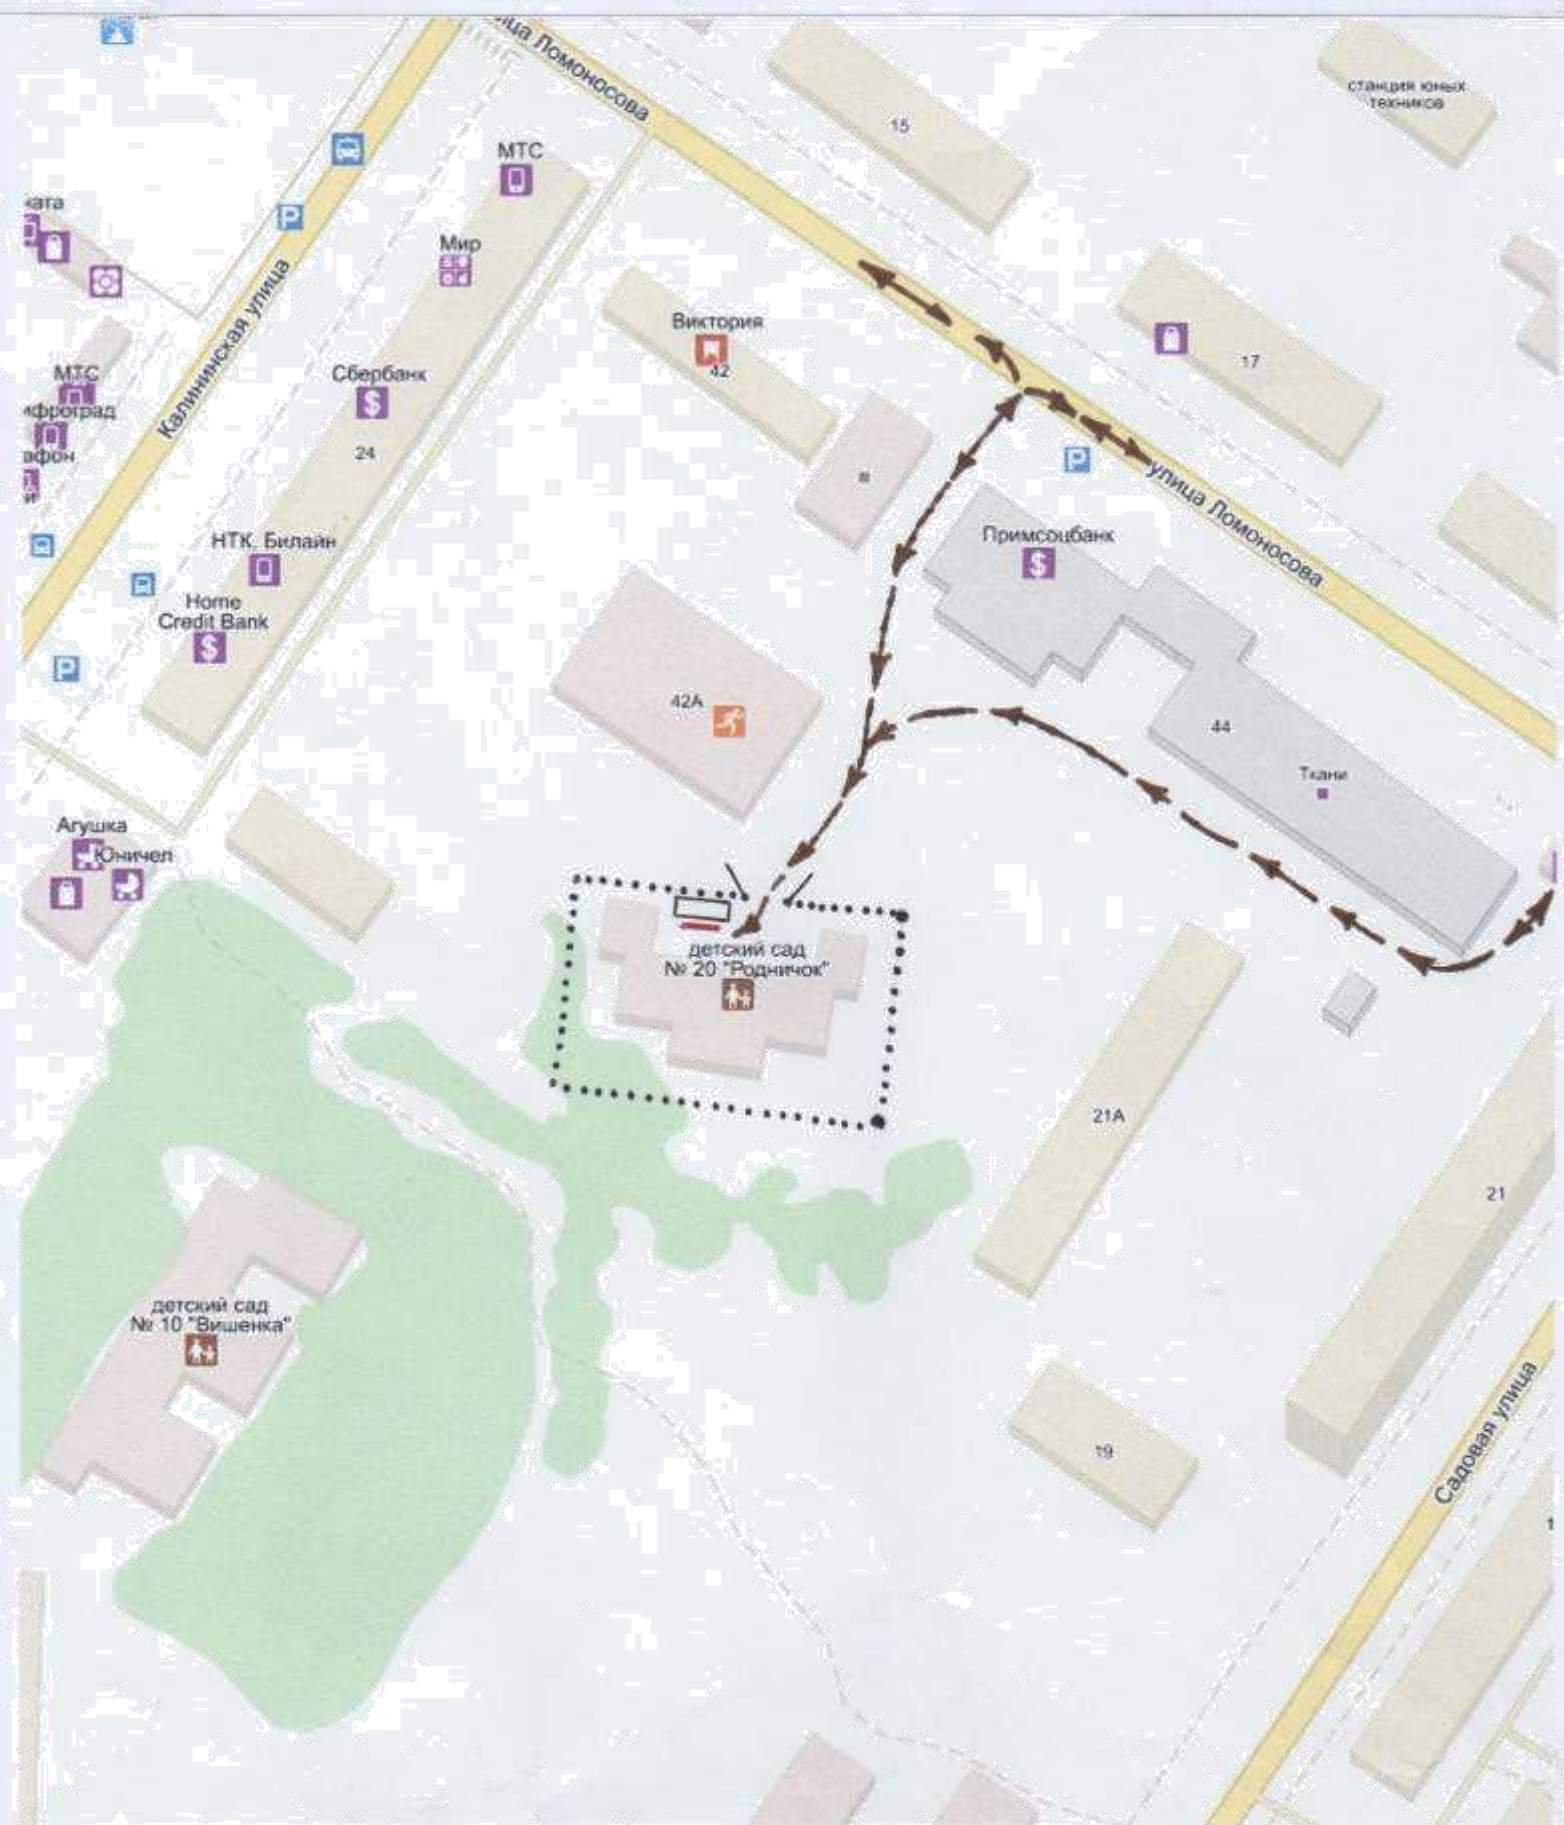 улица Ломоносова
станция юных
техников
15
МТС
Мир
Калининская улица
Виктория
42
17
МТС
Сбербанк
24
улица Ломоносова
НТК, Билайн
Примсоцбанк
Home
Credit Bank
42А
44
Ткани
Агушка
Юничел
детский сад
№ 20 "Родничок"
21А
21
детский сад
№ 10 "Вишенка"
19
Садовая улица